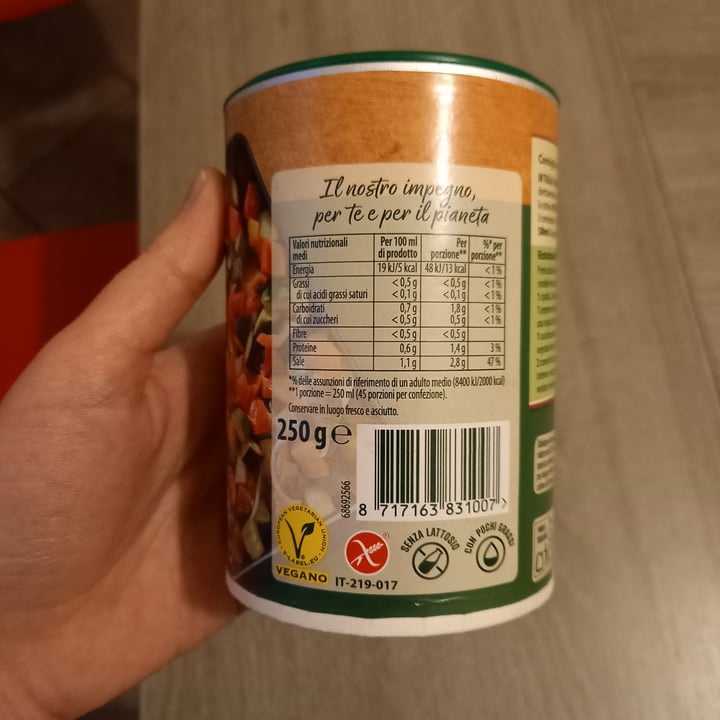 Il nostro impegno,
per te e per il pianeta
Valori nutrizionali medi Per 100 ml di prodotto Per porzione** %* per porzione**
Energia 19 kJ/5 kcal 48 kJ/13 kcal <1%
Grassi <0,5 g <0,5 g <1%
di cui acidi grassi saturi <0,1 g <0,1 g <1%
Carboidrati 0,7 g 1,8 g <1%
di cui zuccheri <0,5 g 0,5 g <1%
Fibre <0,5 g <0,5 g
Proteine 0,6 g 1,4 g 3%
Sale 1,1 g 2,8 g 47%
*% delle assunzioni di riferimento di un adulto medio (8400 kJ/2000 kcal)
**1 porzione = 250 ml (45 porzioni per confezione).
Conservare in luogo fresco e asciutto.
250 g e
68692566
8 717163 831007 >
EUROPEAN VEGETARIAN UNION
V-LABEL.EU
VEGANO
IT-219-017
SENZA LATTOSIO
CON POCHI GRASSI